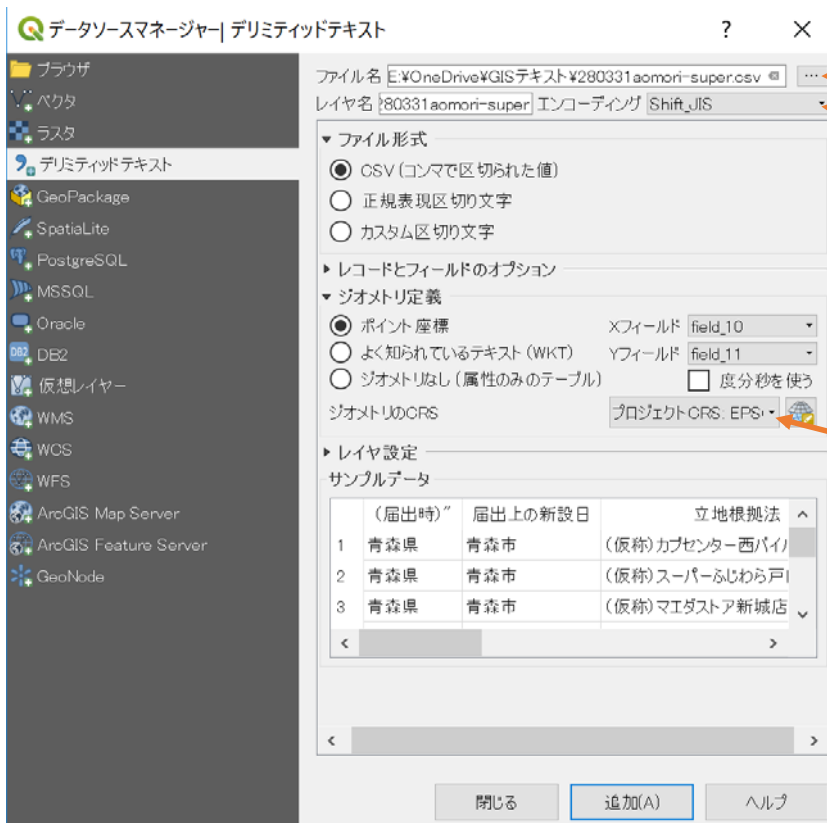 データソースマネージャー| デリミティッドテキスト
?
ブラウザ
ベクタ
ラスタ
デリミティッドテキスト
GeoPackage
SpatiaLite
PostgreSQL
MSSQL
Oracle
DB2 DB2
仮想レイヤー
WMS
WCS
WFS
ArcGIS Map Server
ArcGIS Feature Server
GeoNode
ファイル名 E:¥OneDrive¥GISテキスト¥280331aomori-super.csv ...
レイヤ名 280331aomori-super エンコーディング Shift_JIS
ファイル形式
CSV(コンマで区切られた値)
正規表現区切り文字
カスタム区切り文字
レコードとフィールドのオプション
ジオメトリ定義
ポイント座標 Xフィールド field_10
よく知られているテキスト(WKT) Yフィールド field_11
ジオメトリなし(属性のみのテーブル) 度分秒を使う
ジオメトリのCRS プロジェクトCRS: EPS
レイヤ設定
サンプルデータ
(届出時)" 届出上の新設日 立地根拠法
1 青森県 青森市 (仮称)カブセンター西バイ
2 青森県 青森市 (仮称)スーパーふじわら戸
3 青森県 青森市 (仮称)マエダストア新城店
閉じる 追加(A) ヘルプ